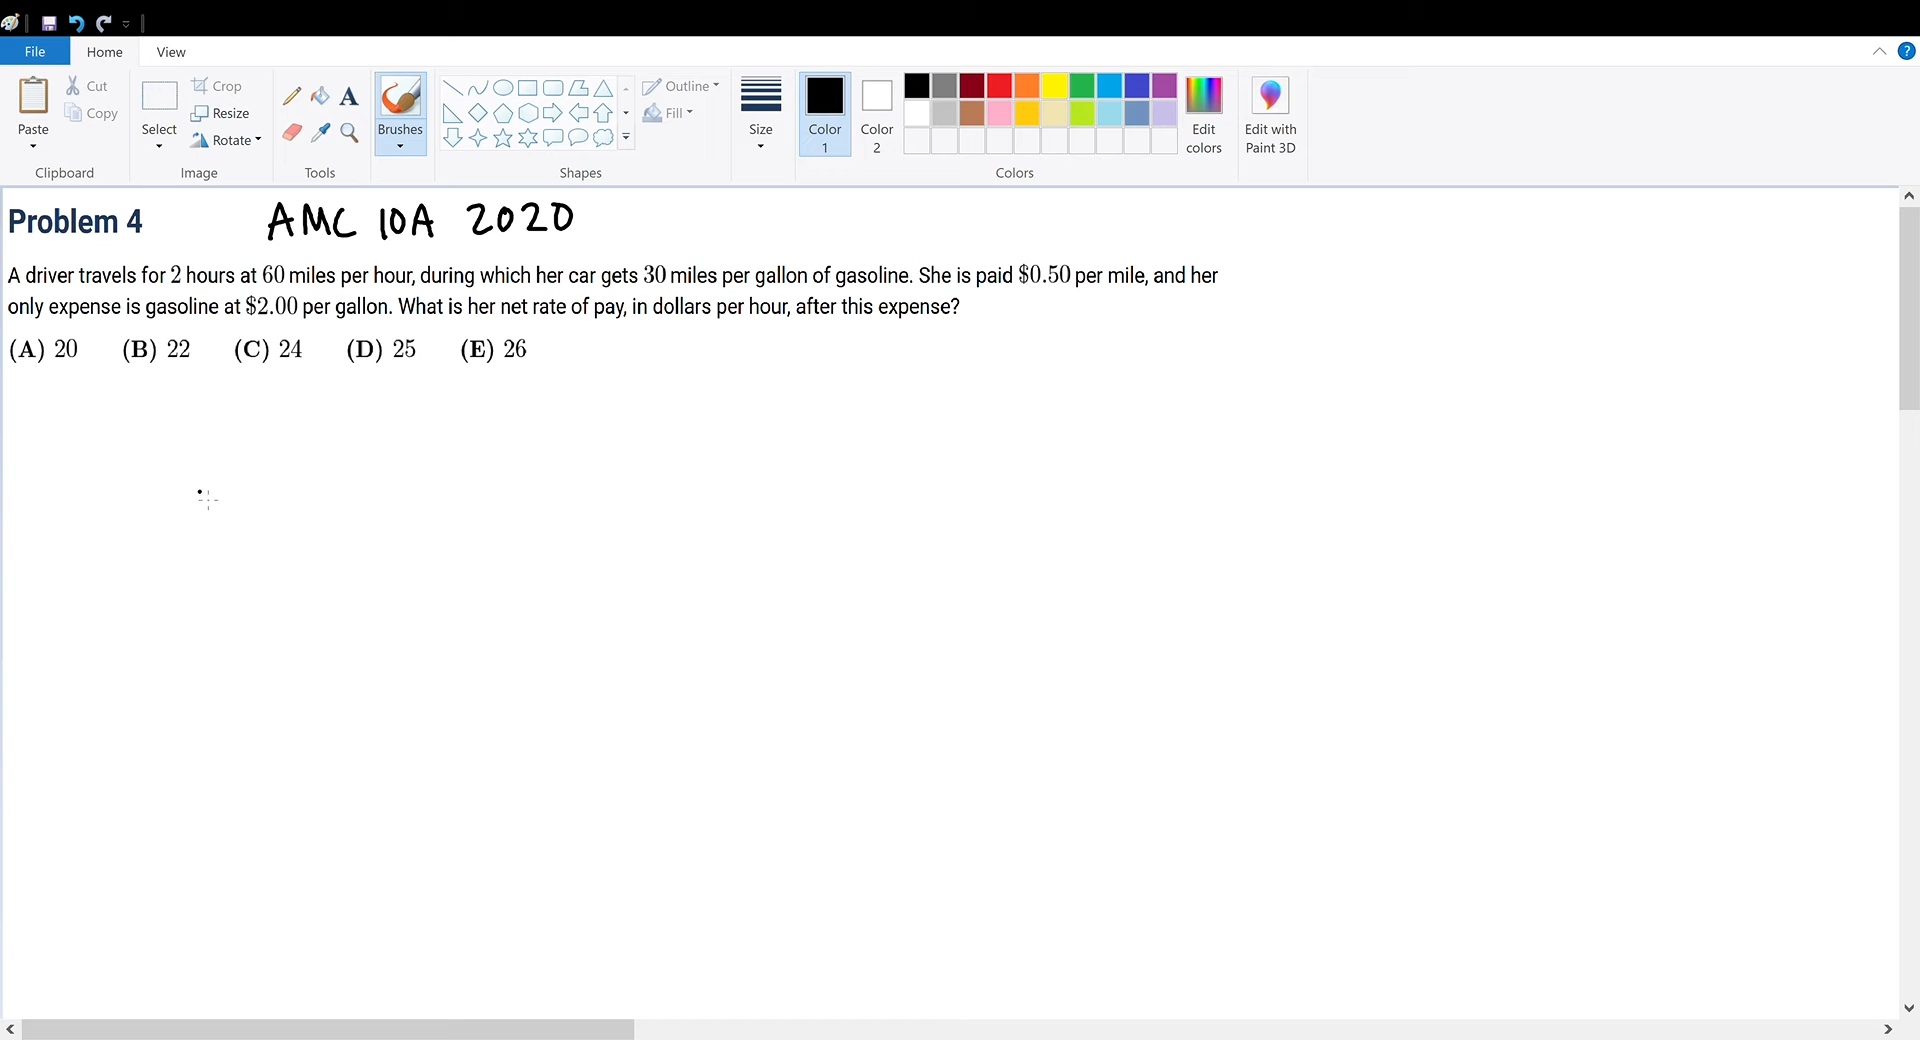 File Home View
Paste Cut Copy Clipboard
Select Crop Resize Rotate Image
A Tools
Brushes
Outline Fill Shapes
Size
Color 1 Color 2 Edit colors Colors
Edit with Paint 3D
?
Problem 4 AMC 10A 2020
A driver travels for 2 hours at 60 miles per hour, during which her car gets 30 miles per gallon of gasoline. She is paid $0.50 per mile, and her
only expense is gasoline at $2.00 per gallon. What is her net rate of pay, in dollars per hour, after this expense?
(A) 20 (B) 22 (C) 24 (D) 25 (E) 26